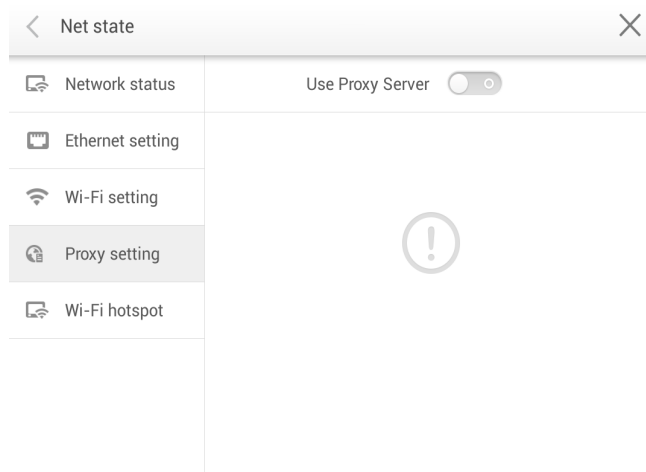 Net state
Network status
Use Proxy Server
Ethernet setting
Wi-Fi setting
Proxy setting
Wi-Fi hotspot